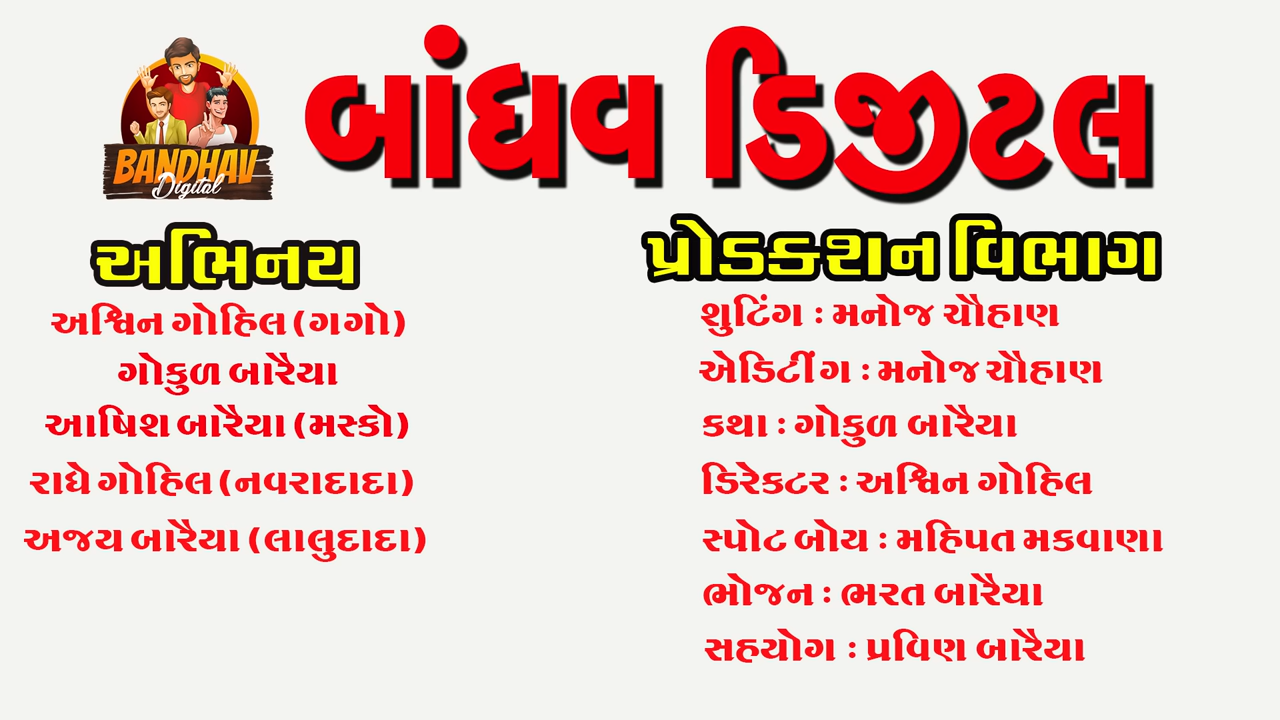 BANDHAV
Digital
બાંધવ ડિજીટલ
અભિનય
અશ્વિન ગોહિલ (ગગો)
ગોકુળ બારૈયા
આષિશ બારૈયા (મસ્કો)
રાધે ગોહિલ (નવરાદાદા)
અજય બારૈયા (લાલુદાદા)
પ્રોડકશન વિભાગ
શુટિંગ : મનોજ ચૌહાણ
એડિટીંગ : મનોજ ચૌહાણ
કથા : ગોકુળ બારૈયા
ડિરેકટર : અશ્વિન ગોહિલ
સ્પોટ બોય : મહિપત મકવાણા
ભોજન : ભરત બારૈયા
સહયોગ : પ્રવિણ બારૈયા